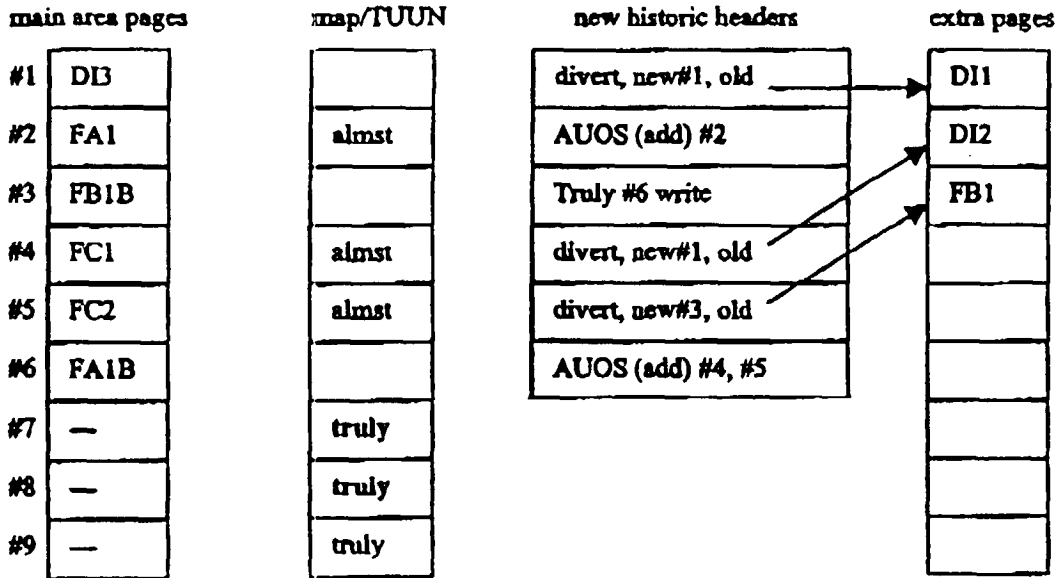 main area pages map/TUUN new historic headers extra pages
#1 DI3 divert, new#1, old DI1
#2 FA1 almst AUOS (add) #2 DI2
#3 FB1B Truly #6 write FB1
#4 FC1 almst divert, new#1, old
#5 FC2 almst divert, new#3, old
#6 FA1B AUOS (add) #4, #5
#7 — truly
#8 — truly
#9 — truly